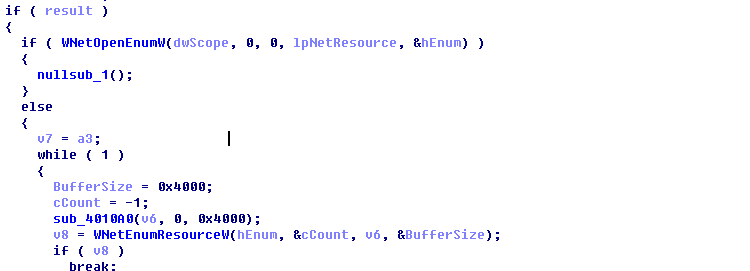 if ( result )
{
if ( WNetOpenEnumW(dwScope, 0, 0, lpNetResource, &hEnum) )
{
nullsub_1();
}
else
{
v7 = a3;
while ( 1 )
{
BufferSize = 0x4000;
cCount = -1;
sub_4010A0(v6, 0, 0x4000);
v8 = WNetEnumResourceW(hEnum, &cCount, v6, &BufferSize);
if ( v8 )
break;